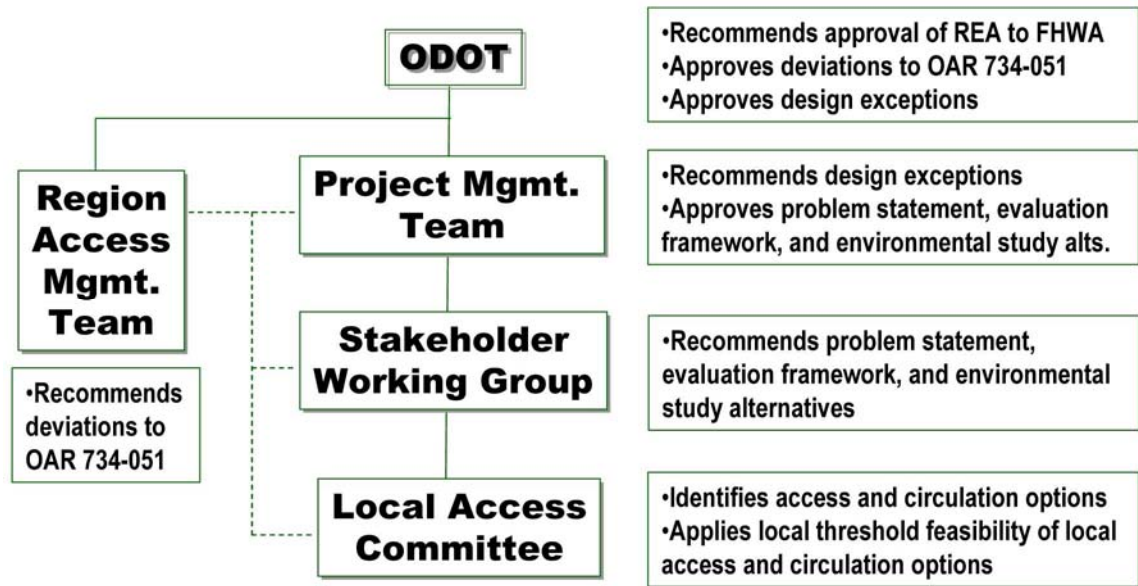 ODOT
•Recommends approval of REA to FHWA
•Approves deviations to OAR 734-051
•Approves design exceptions
Region
Access
Mgmt.
Team
•Recommends
deviations to
OAR 734-051
Project Mgmt.
Team
•Recommends design exceptions
•Approves problem statement, evaluation
framework, and environmental study alts.
Stakeholder
Working Group
•Recommends problem statement,
evaluation framework, and environmental
study alternatives
Local Access
Committee
•Identifies access and circulation options
•Applies local threshold feasibility of local
access and circulation options